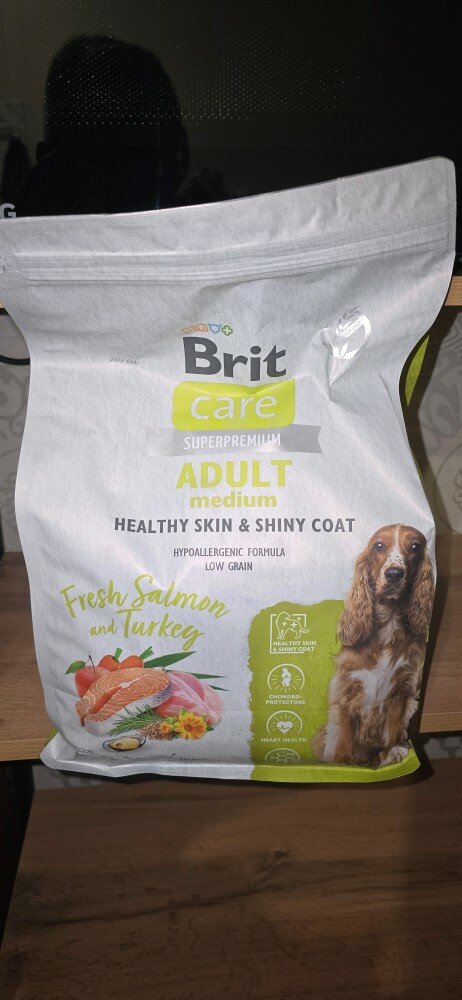 G
Brit
care
SUPERPREMIUM
ADULT
medium
HEALTHY SKIN & SHINY COAT
HYPOALLERGENIC FORMULA
LOW GRAIN
Fresh Salmon
and Turkey
HEALTHY SKIN
& SHINY COAT
CHONDRO-
PROTECTORS
HEART HEALTH